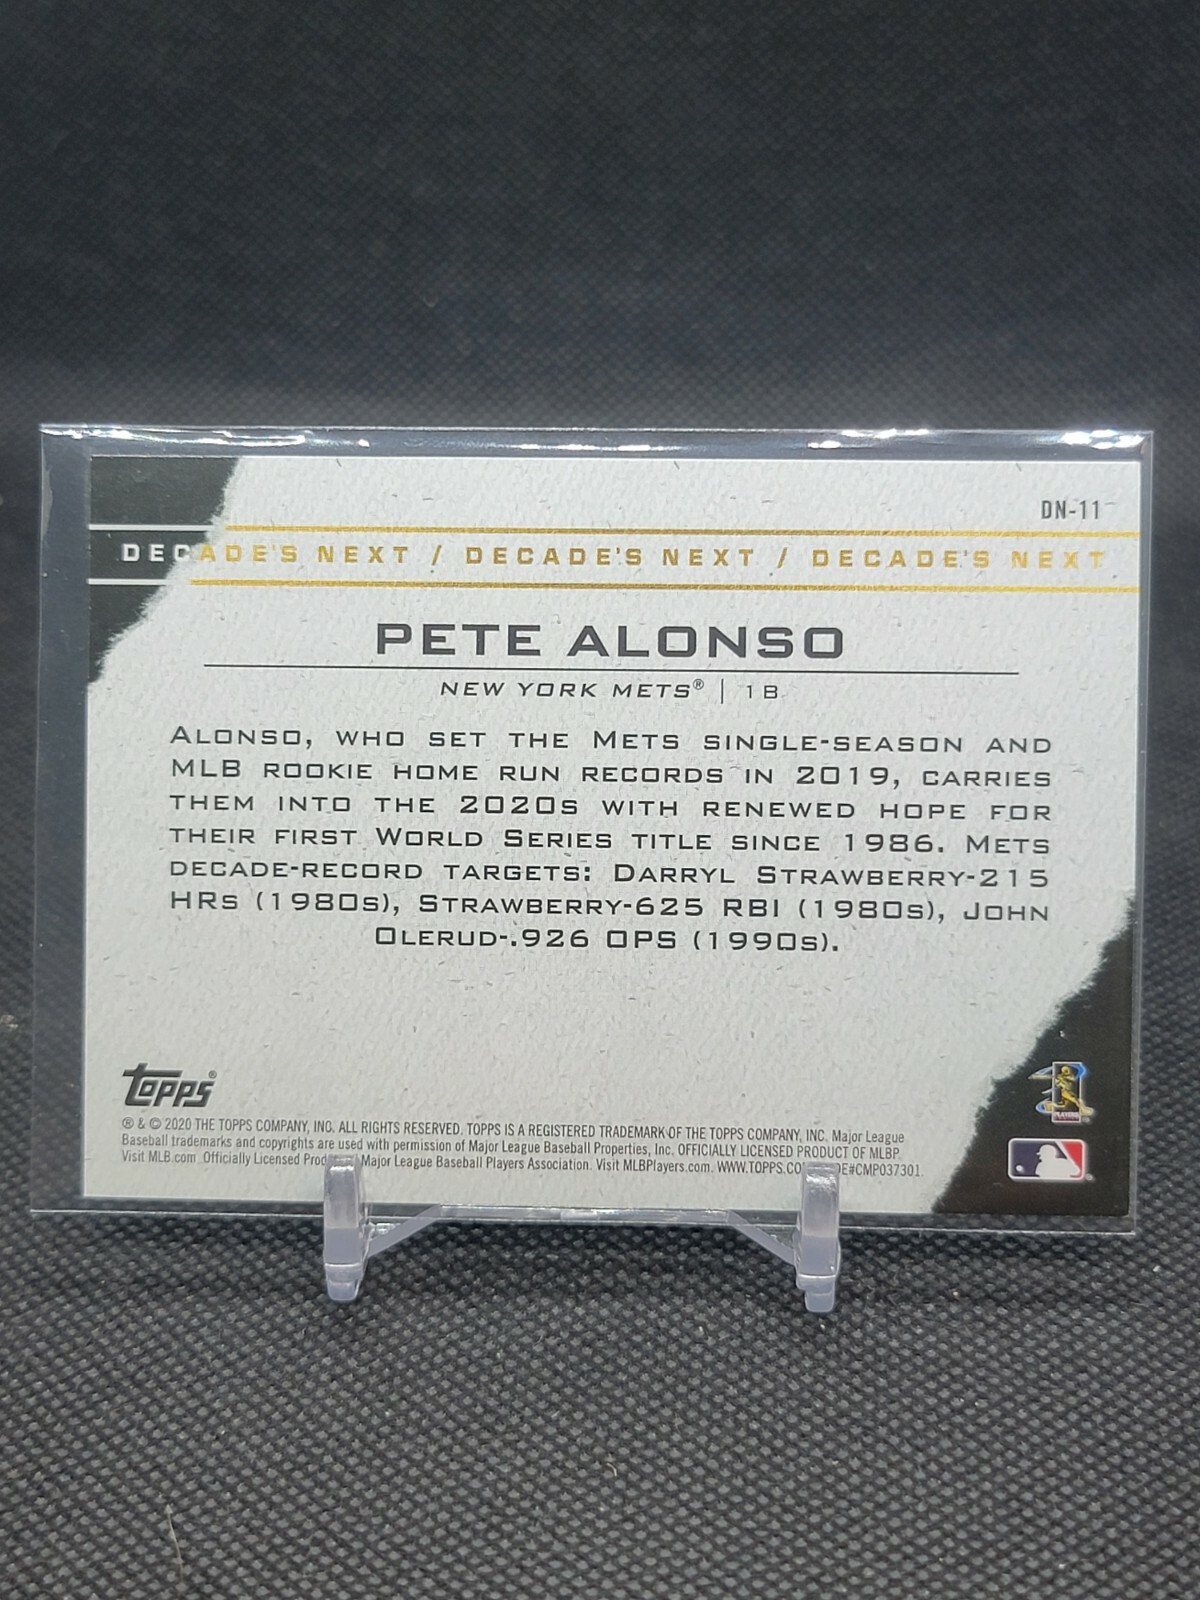 DN-11
DECADE'S NEXT / DECADE'S NEXT / DECADE'S NEXT
PETE ALONSO
NEW YORK METS® | 1B
ALONSO, WHO SET THE METS SINGLE-SEASON AND
MLB ROOKIE HOME RUN RECORDS IN 2019, CARRIES
THEM INTO THE 2020S WITH RENEWED HOPE FOR
THEIR FIRST WORLD SERIES TITLE SINCE 1986. METS
DECADE-RECORD TARGETS: DARRYL STRAWBERRY-215
HRS (1980S), STRAWBERRY-625 RBI (1980S), JOHN
OLERUD-.926 OPS (1990S).
TOPPS®
® & © 2020 THE TOPPS COMPANY, INC. ALL RIGHTS RESERVED. TOPPS IS A REGISTERED TRADEMARK OF THE TOPPS COMPANY, INC. Major League
Baseball trademarks and copyrights are used with permission of Major League Baseball Properties, Inc. OFFICIALLY LICENSED PRODUCT OF MLBP.
Visit MLB.com Officially Licensed Major League Baseball Players Association. Visit MLBPlayers.com. DE#CMP037301.